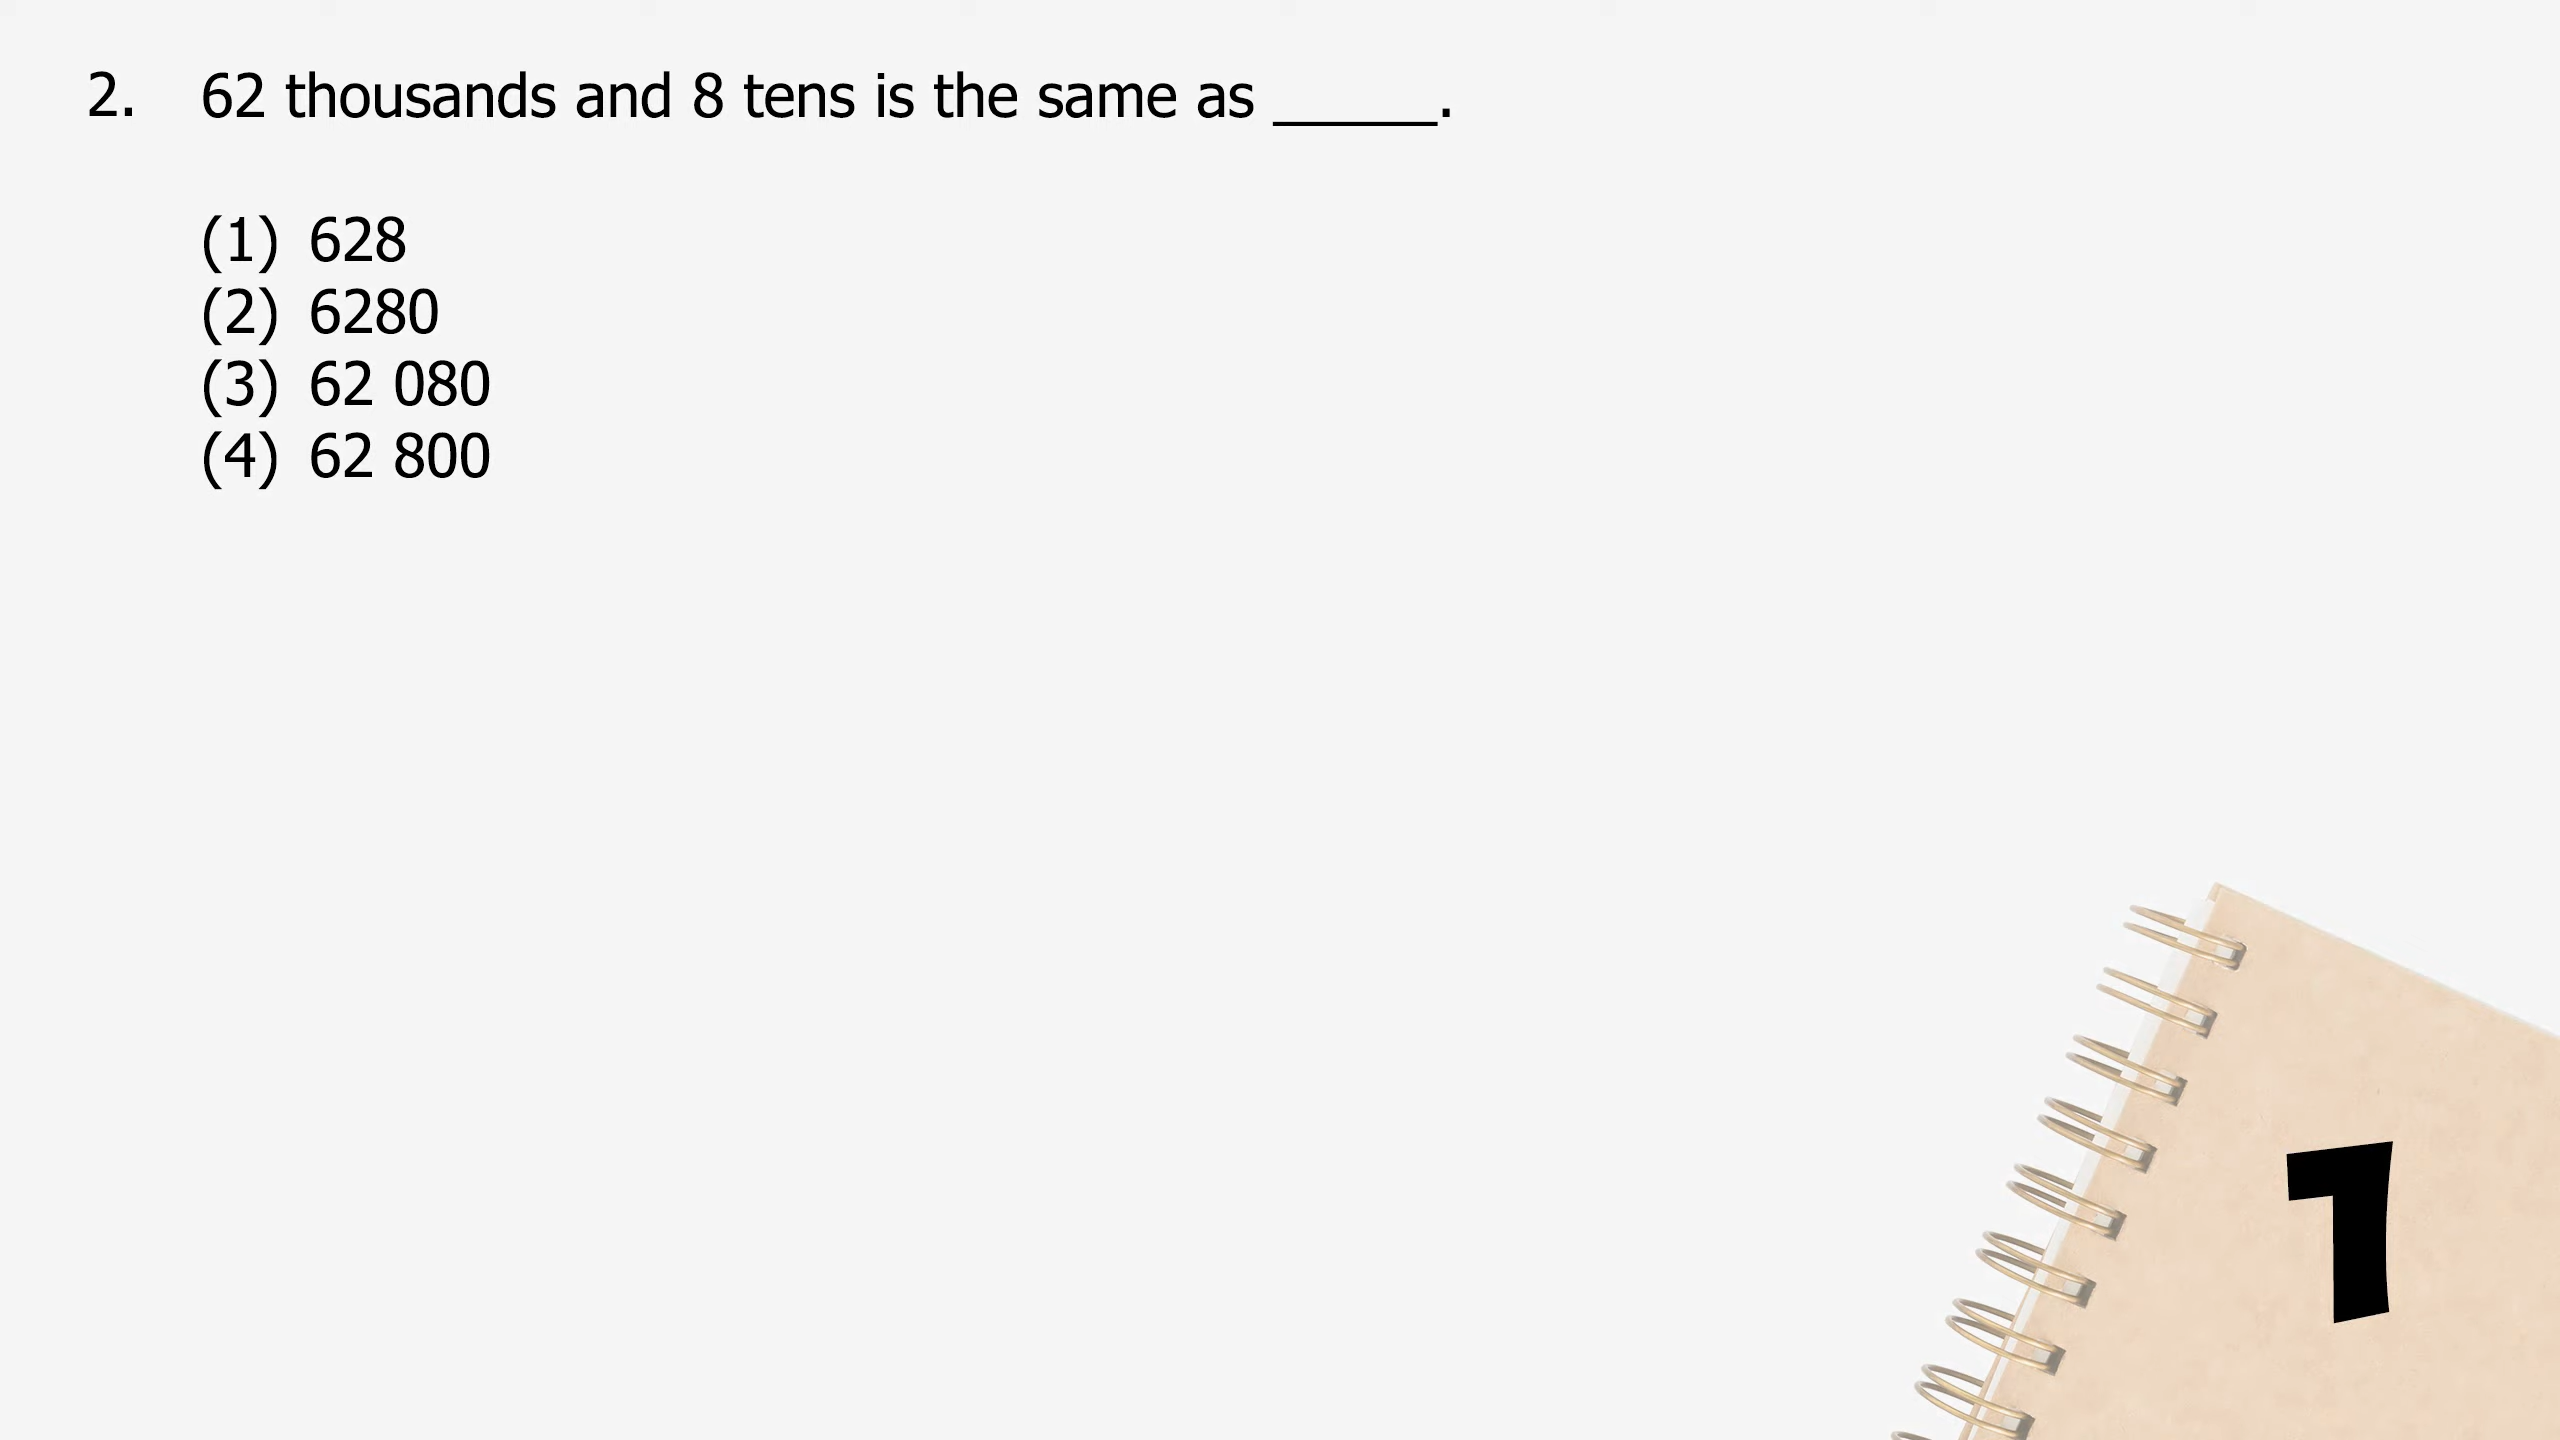 2. 62 thousands and 8 tens is the same as _____.
(1) 628
(2) 6280
(3) 62 080
(4) 62 800
1